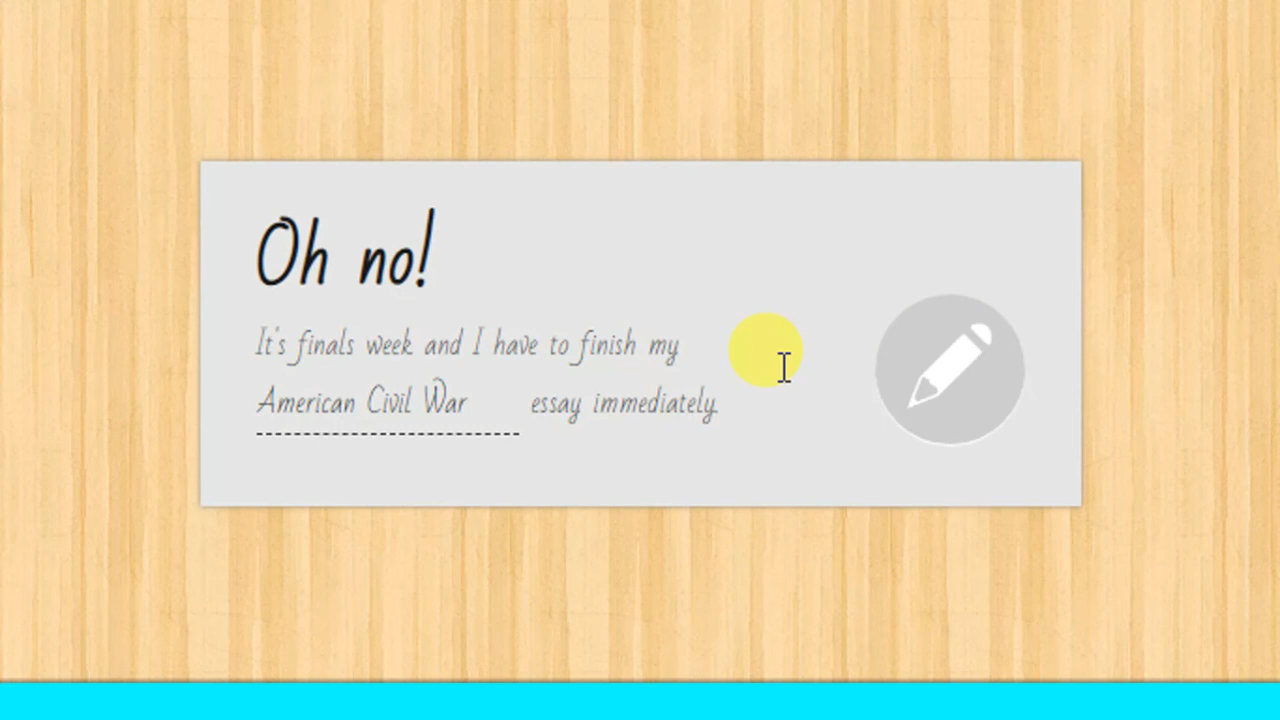 Oh no!
It's finals week and I have to finish my
American Civil War essay immediately.